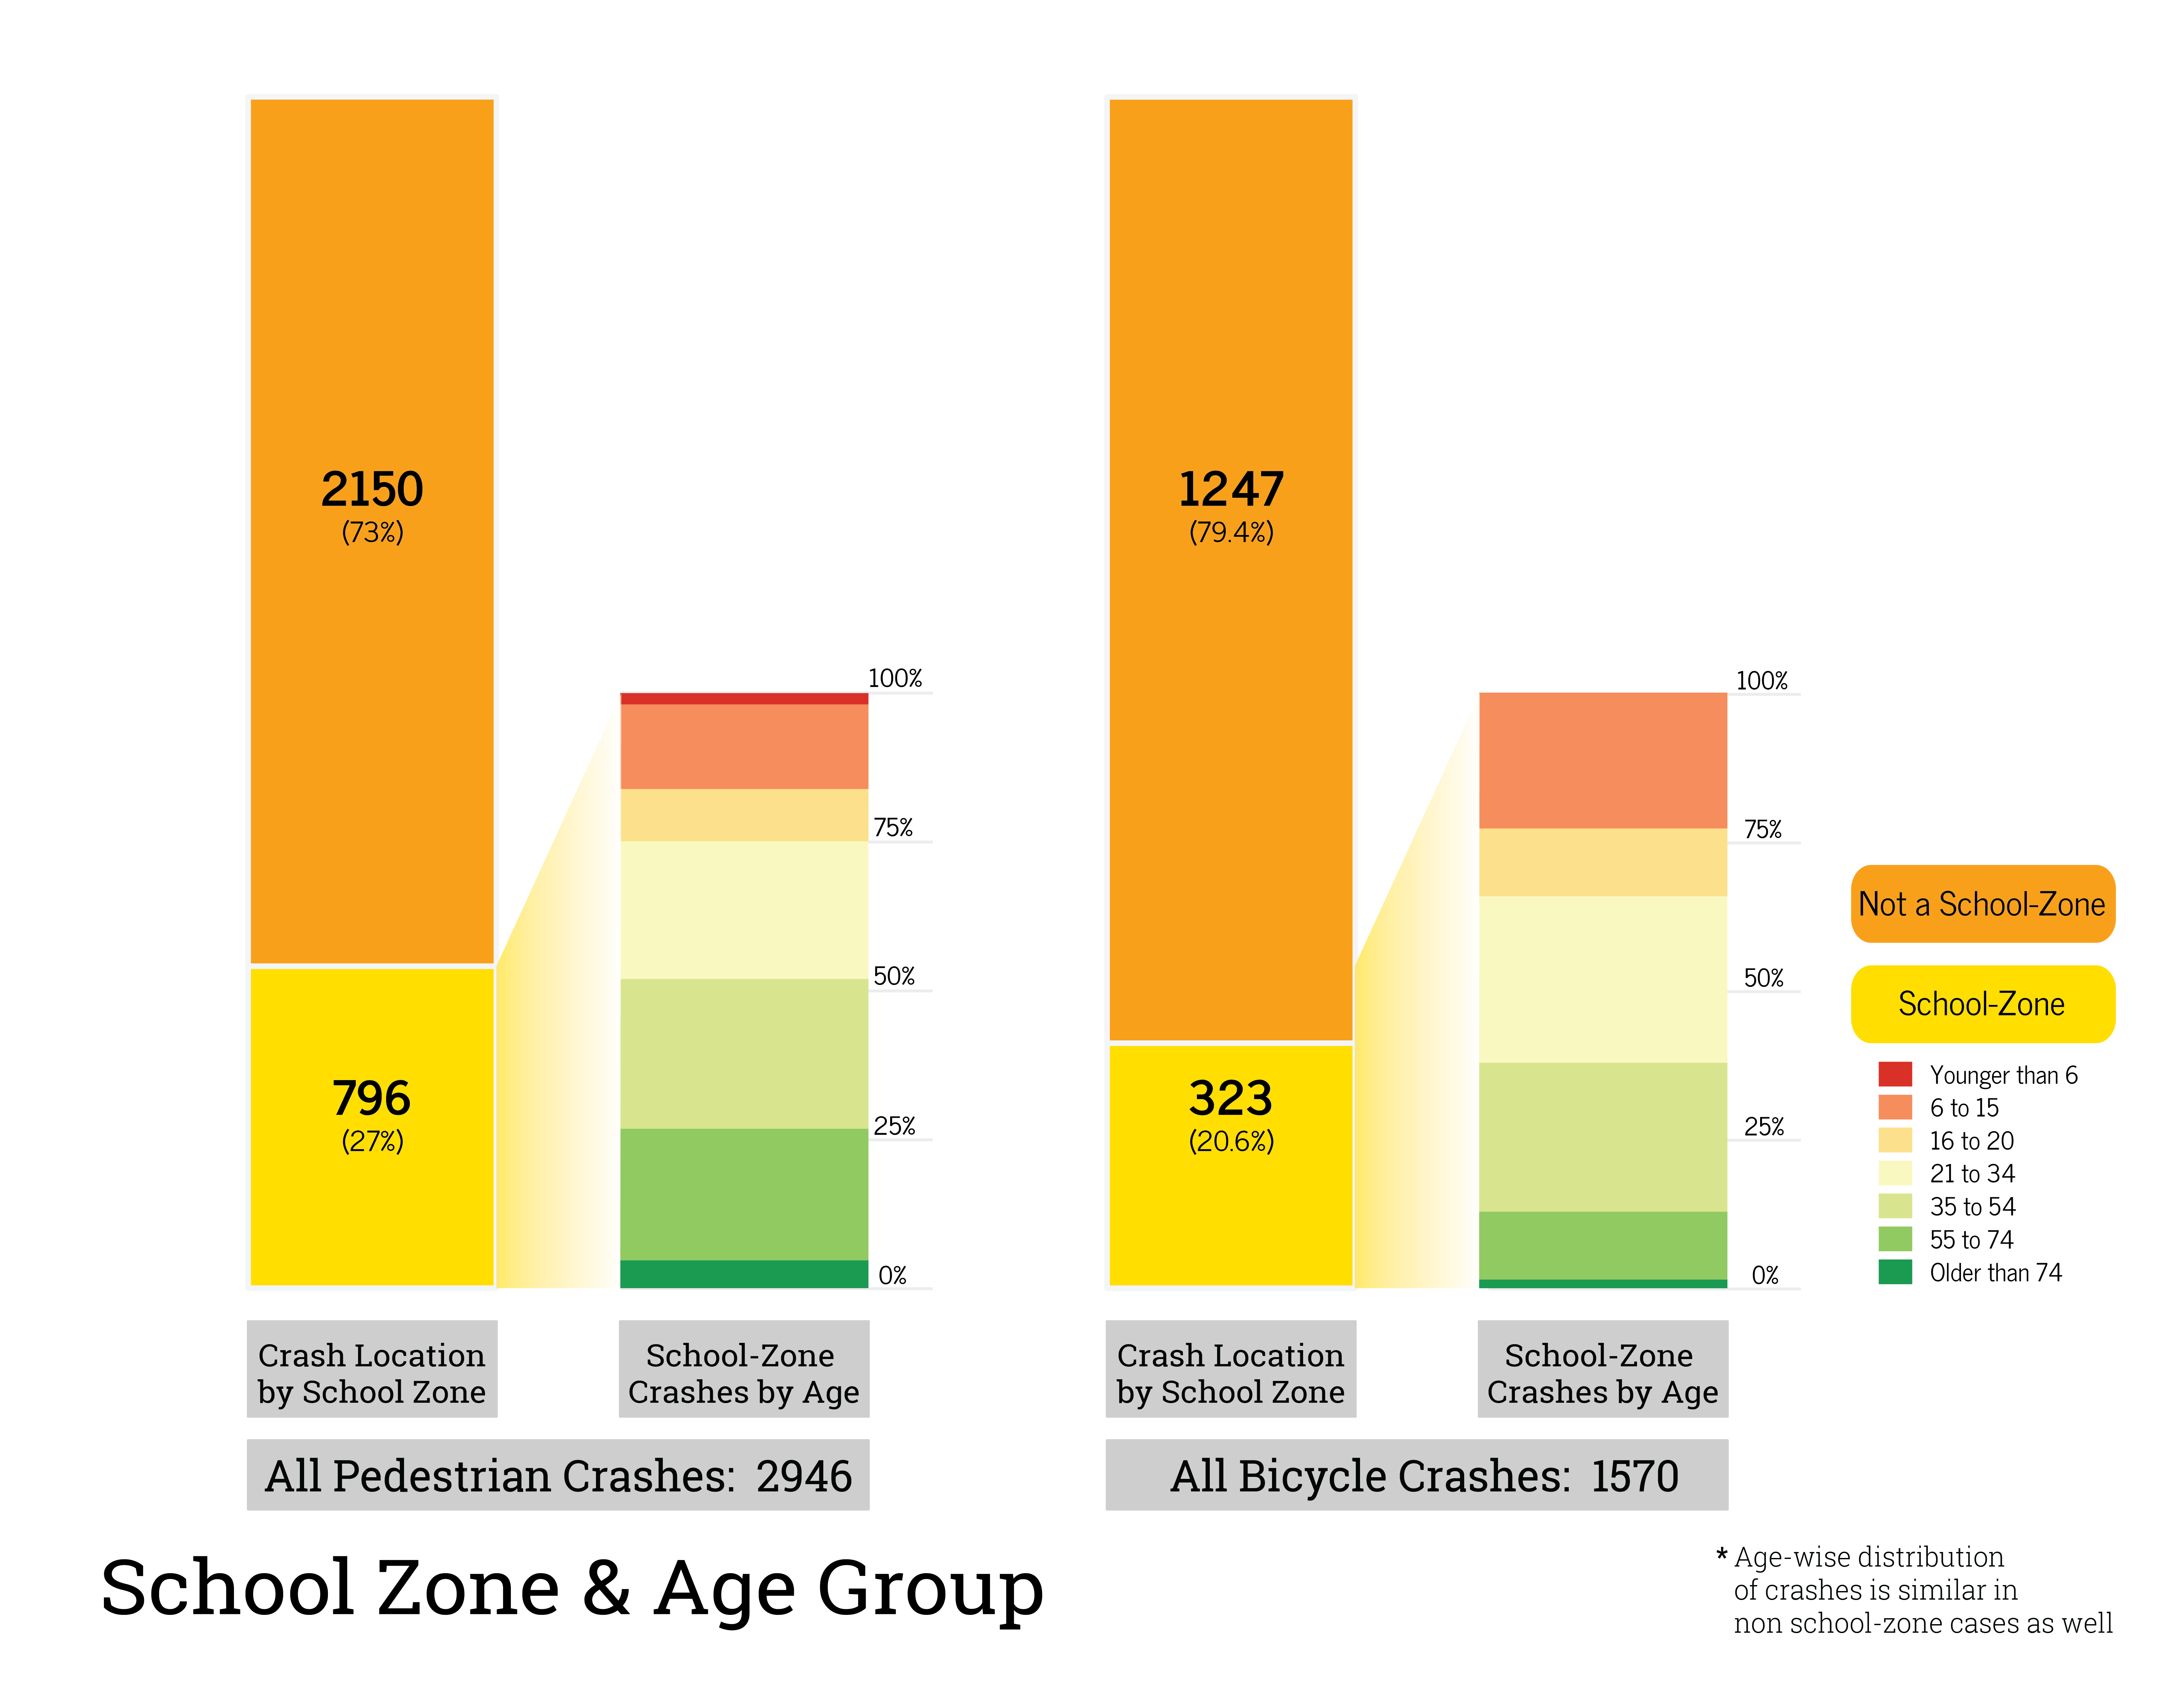 2150
(73%)
796
(27%)
100%
75%
50%
25%
0%
Crash Location
by School Zone
School-Zone
Crashes by Age
All Pedestrian Crashes: 2946
1247
(79.4%)
323
(20.6%)
100%
75%
50%
25%
0%
Crash Location
by School Zone
School-Zone
Crashes by Age
All Bicycle Crashes: 1570
Not a School-Zone
School-Zone
Younger than 6
6 to 15
16 to 20
21 to 34
35 to 54
55 to 74
Older than 74
School Zone & Age Group
* Age-wise distribution
of crashes is similar in
non school-zone cases as well